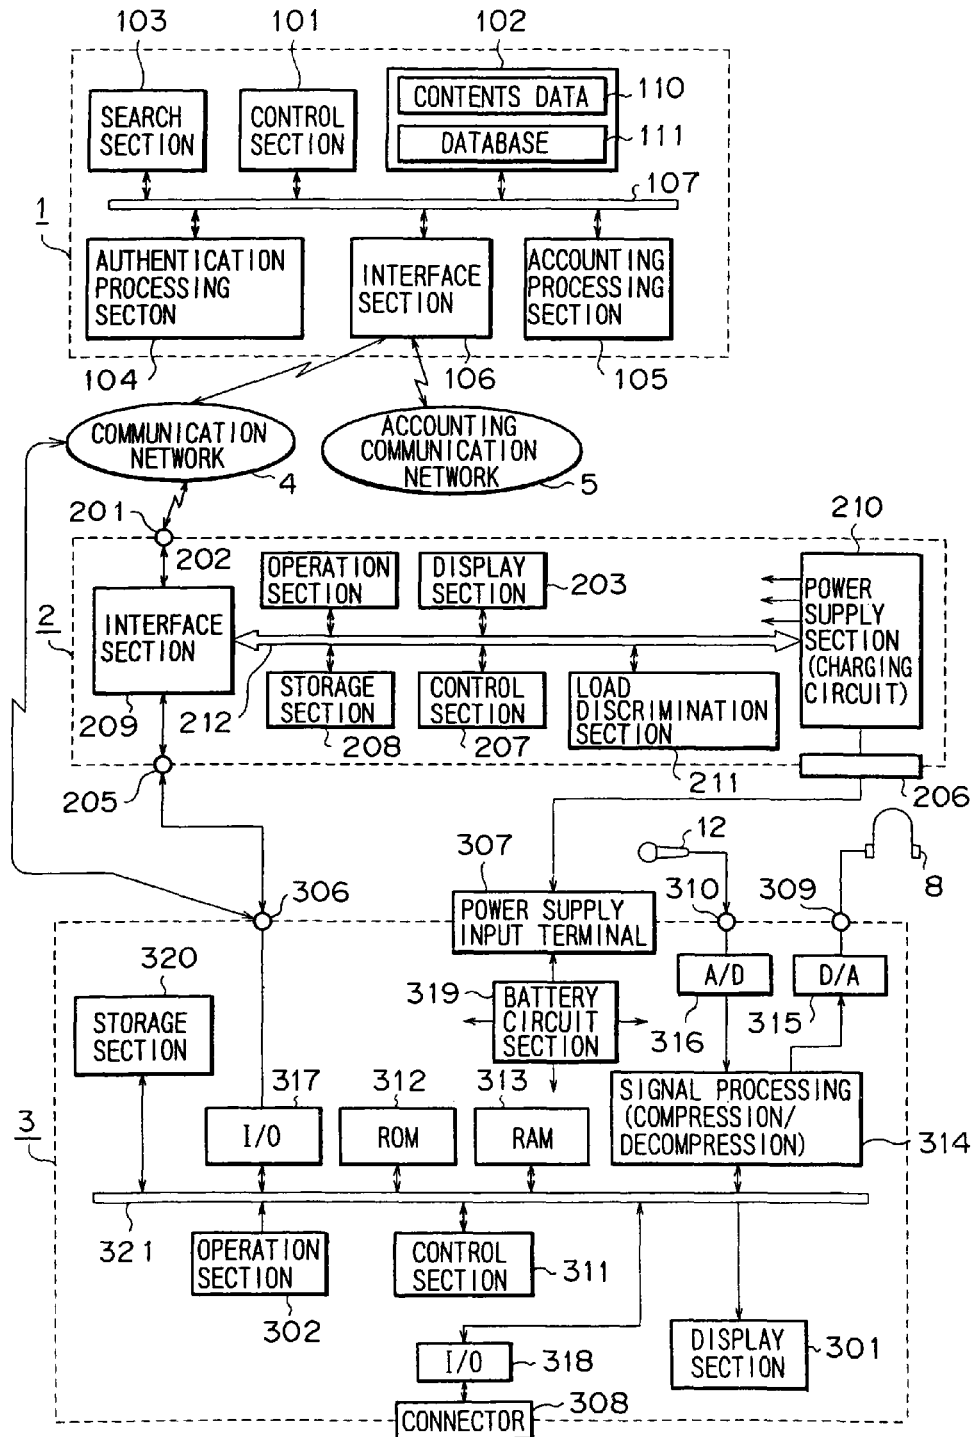 103
101
102
SEARCH
SECTION
CONTROL
SECTION
CONTENTS DATA
110
DATABASE
111
107
1
AUTHENTICATION
PROCESSING
SECTON
INTERFACE
SECTION
ACCOUNTING
PROCESSING
SECTION
104
106
105
COMMUNICATION
NETWORK
4
ACCOUNTING
COMMUNICATION
NETWORK
5
201
202
210
OPERATION
SECTION
DISPLAY
SECTION
203
POWER
SUPPLY
SECTION
(CHARGING
CIRCUIT)
2
INTERFACE
SECTION
STORAGE
SECTION
CONTROL
SECTION
LOAD
DISCRIMINATION
SECTION
209
212
208
207
211
205
206
307
12
8
306
310
309
POWER SUPPLY
INPUT TERMINAL
320
A/D
D/A
STORAGE
SECTION
319
BATTERY
CIRCUIT
SECTION
316
315
317
312
313
SIGNAL PROCESSING
(COMPRESSION/
DECOMPRESSION)
314
3
I/O
ROM
RAM
321
OPERATION
SECTION
CONTROL
SECTION
311
302
I/O
318
DISPLAY
SECTION
301
CONNECTOR
308